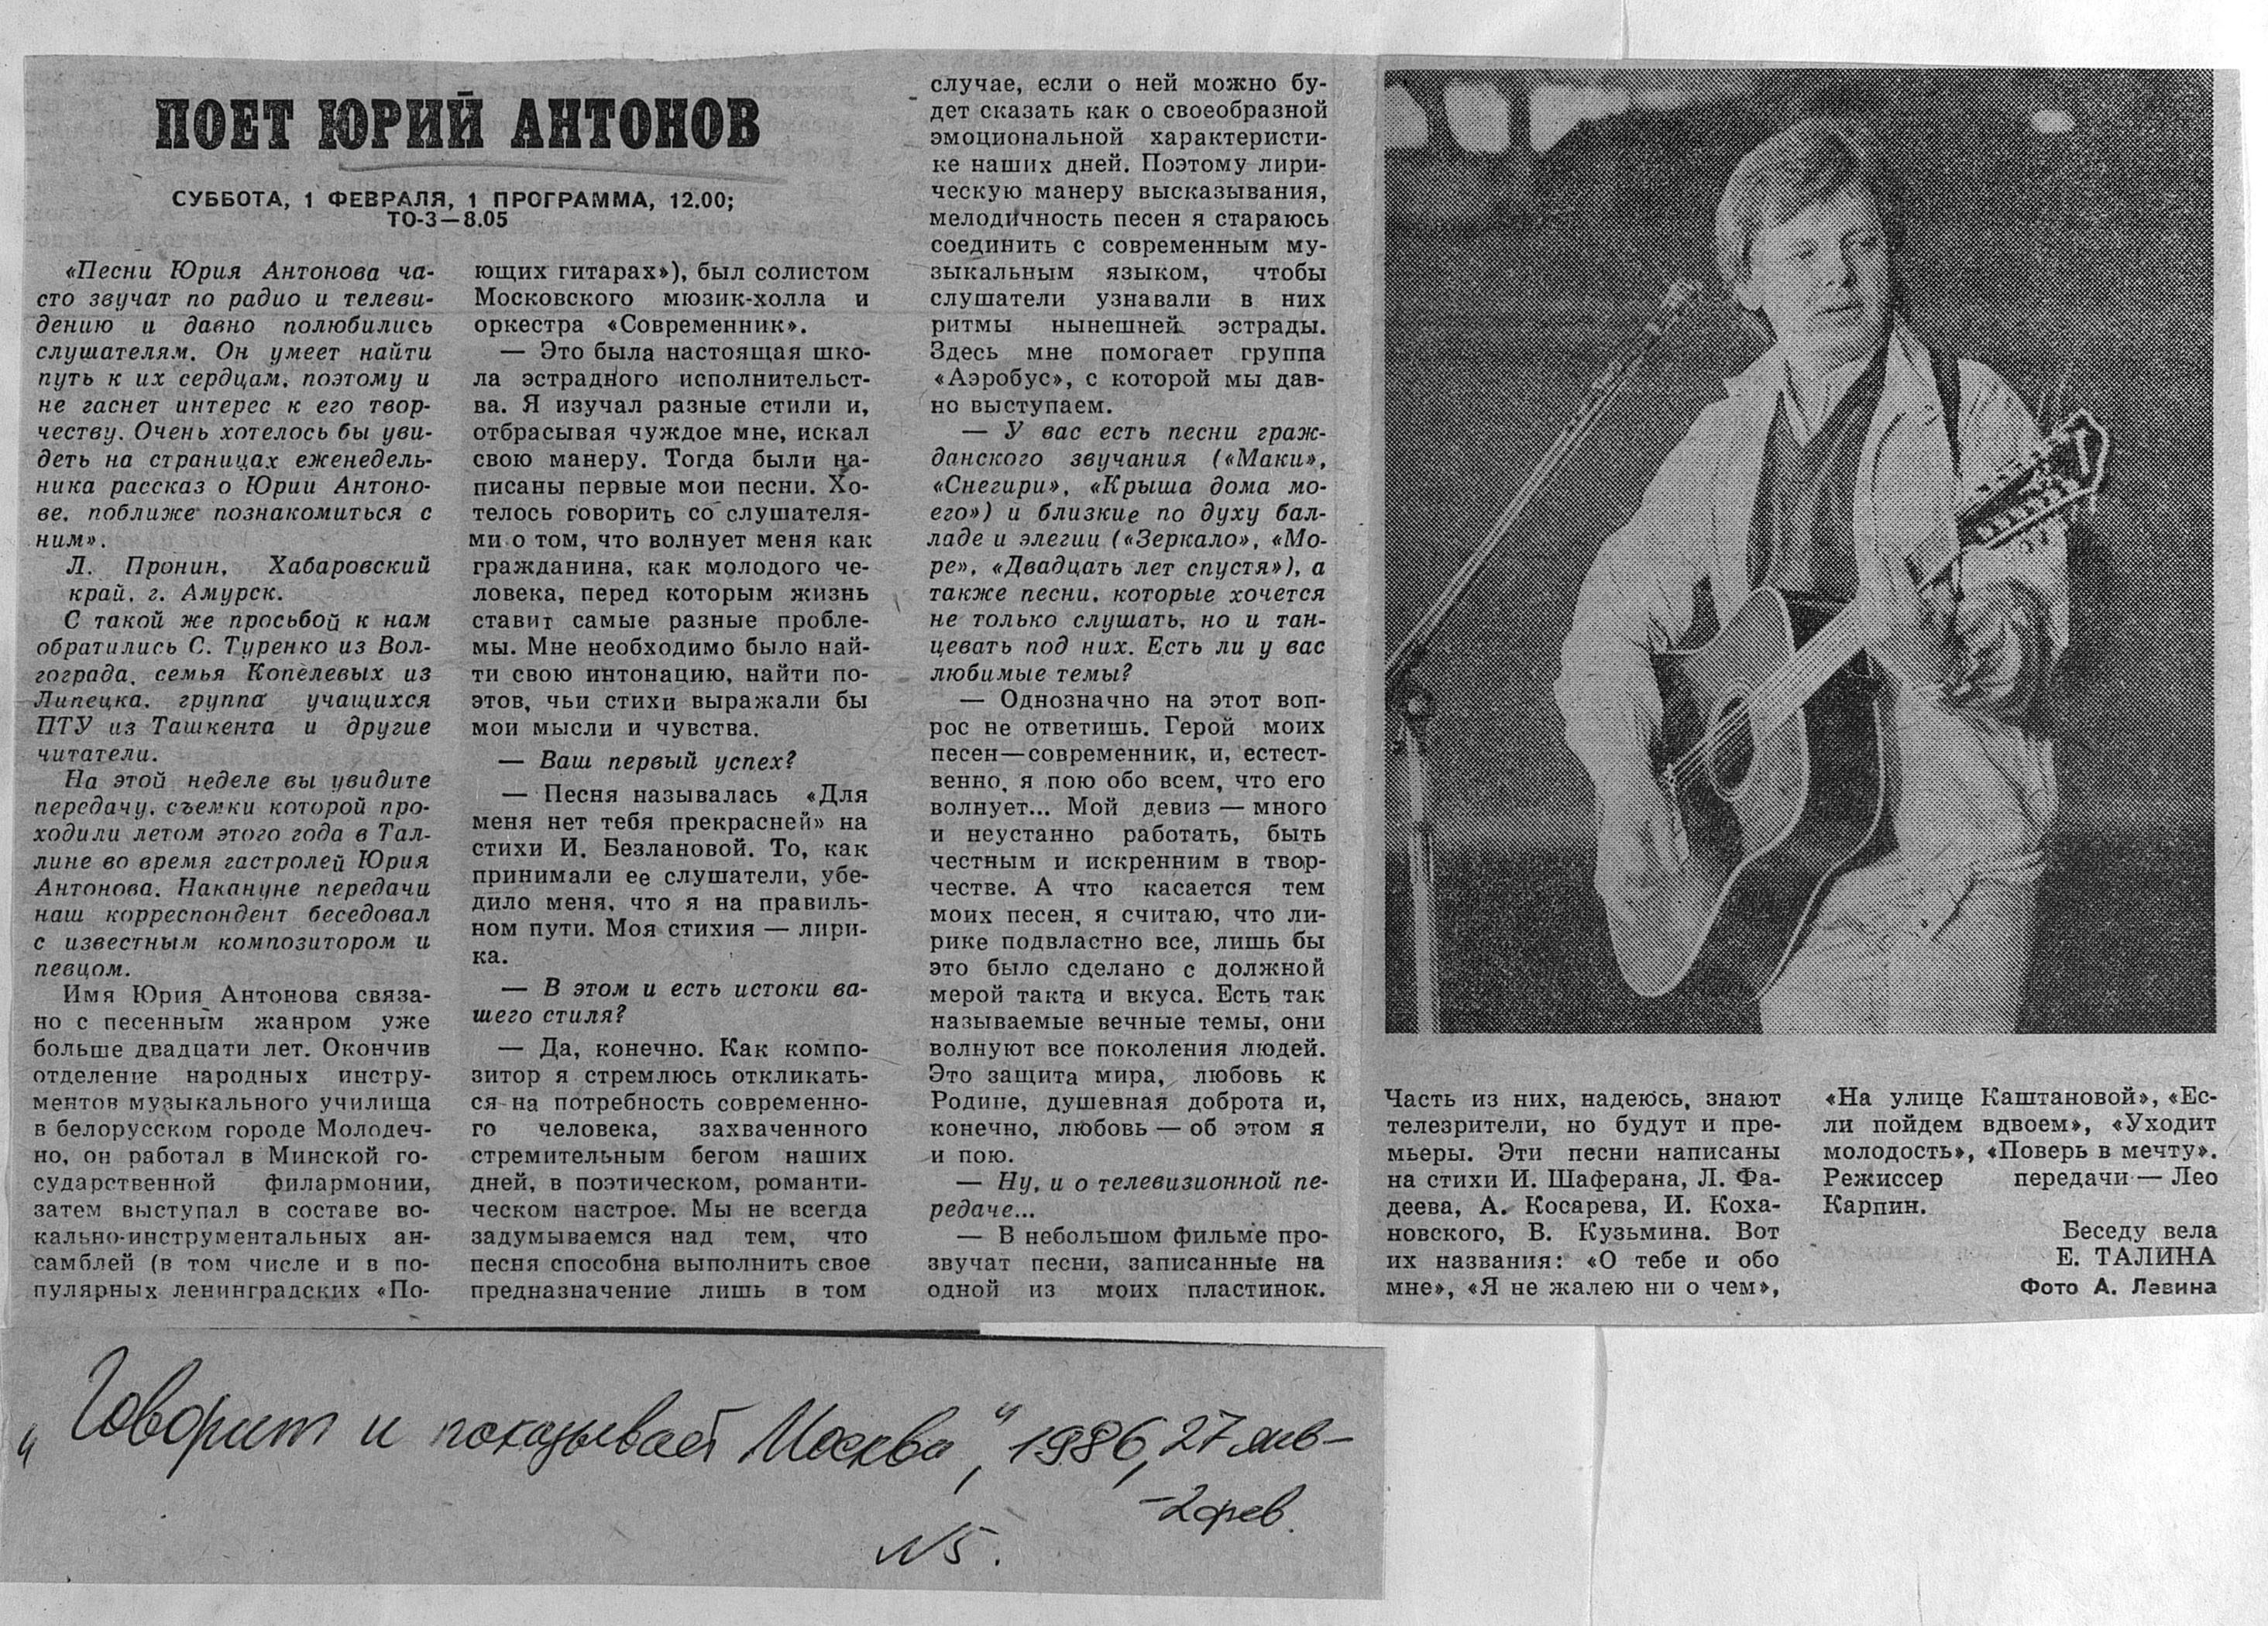 ПОЕТ ЮРИЙ АНТОНОВ
СУББОТА, 1 ФЕВРАЛЯ, 1 ПРОГРАММА, 12.00;
ТО-3—8.05
«Песни Юрия Антонова ча-
сто звучат по радио и телеви-
дению и давно полюбились
слушателям. Он умеет найти
путь к их сердцам, поэтому и
не гаснет интерес к его твор-
честву. Очень хотелось бы уви-
деть на страницах еженедель-
ника рассказ о Юрии Антоно-
ве, поближе познакомиться с
ним».
Л. Пронин, Хабаровский
край, г. Амурск.
С такой же просьбой к нам
обратились С. Туренко из Вол-
гограда, семья Копелевых из
Липецка, группа учащихся
ПТУ из Ташкента и другие
читатели.
На этой неделе вы увидите
передачу, съемки которой про-
ходили летом этого года в Тал-
лине во время гастролей Юрия
Антонова. Накануне передачи
наш корреспондент беседовал
с известным композитором и
певцом.
Имя Юрия Антонова связа-
но с песенным жанром уже
больше двадцати лет. Окончив
отделение народных инстру-
ментов музыкального училища
в белорусском городе Молодеч-
но, он работал в Минской го-
сударственной филармонии,
затем выступал в составе во-
кально-инструментальных ан-
самблей (в том числе и в по-
пулярных ленинградских «По-
ющих гитарах»), был солистом
Московского мюзик-холла и
оркестра «Современник».
— Это была настоящая шко-
ла эстрадного исполнительст-
ва. Я изучал разные стили и,
отбрасывая чуждое мне, искал
свою манеру. Тогда были на-
писаны первые мои песни. Хо-
телось говорить со слушателя-
ми о том, что волнует меня как
гражданина, как молодого че-
ловека, перед которым жизнь
ставит самые разные пробле-
мы. Мне необходимо было най-
ти свою интонацию, найти по-
этов, чьи стихи выражали бы
мои мысли и чувства.
— Ваш первый успех?
— Песня называлась «Для
меня нет тебя прекрасней» на
стихи И. Безлановой. То, как
принимали ее слушатели, убе-
дило меня, что я на правиль-
ном пути. Моя стихия — лири-
ка.
— В этом и есть истоки ва-
шего стиля?
— Да, конечно. Как компо-
зитор я стремлюсь откликать-
ся на потребность современно-
го человека, захваченного
стремительным бегом наших
дней, в поэтическом, романти-
ческом настрое. Мы не всегда
задумываемся над тем, что
песня способна выполнить свое
предназначение лишь в том
случае, если о ней можно бу-
дет сказать как о своеобразной
эмоциональной характеристи-
ке наших дней. Поэтому лири-
ческую манеру высказывания,
мелодичность песен я стараюсь
соединить с современным му-
зыкальным языком, чтобы
слушатели узнавали в них
ритмы нынешней эстрады.
Здесь мне помогает группа
«Аэробус», с которой мы дав-
но выступаем.
— У вас есть песни граж-
данского звучания («Маки»,
«Снегири», «Крыша дома мо-
его») и близкие по духу бал-
ладе и элегии («Зеркало», «Мо-
ре», «Двадцать лет спустя»), а
также песни, которые хочется
не только слушать, но и тан-
цевать под них. Есть ли у вас
любимые темы?
— Однозначно на этот воп-
рос не ответишь. Герой моих
песен—современник, и, естест-
венно, я пою обо всем, что его
волнует... Мой девиз — много
и неустанно работать, быть
честным и искренним в твор-
честве. А что касается тем
моих песен, я считаю, что ли-
рике подвластно все, лишь бы
это было сделано с должной
мерой такта и вкуса. Есть так
называемые вечные темы, они
волнуют все поколения людей.
Это защита мира, любовь к
Родине, душевная доброта и,
конечно, любовь — об этом я
и пою.
— Ну, и о телевизионной пе-
редаче...
— В небольшом фильме про-
звучат песни, записанные на
одной из моих пластинок.
Часть из них, надеюсь, знают
телезрители, но будут и пре-
мьеры. Эти песни написаны
на стихи И. Шаферана, Л. Фа-
деева, А. Косарева, И. Коха-
новского, В. Кузьмина. Вот
их названия: «О тебе и обо
мне», «Я не жалею ни о чем»,
«На улице Каштановой», «Ес-
ли пойдем вдвоем», «Уходит
молодость», «Поверь в мечту».
Режиссер передачи — Лео
Карпин.
Беседу вела
Е. ТАЛИНА
Фото А. Левина
„Говорит и показывает Москва", 1986, 27 янв–
–2 фев.
N5.